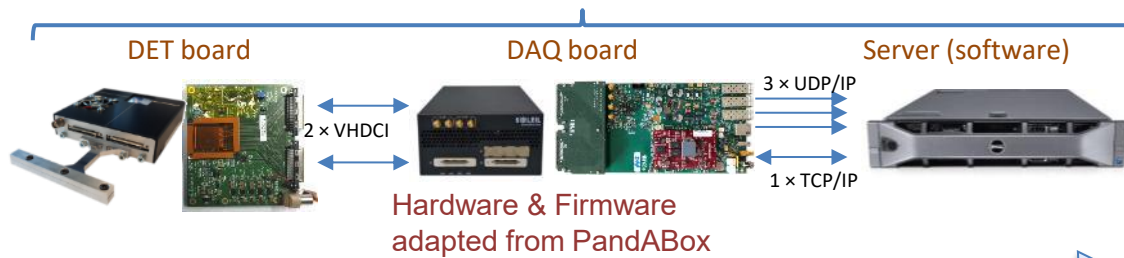 DET board
DAQ board
Server (software)
2 × VHDCI
3 × UDP/IP
1 × TCP/IP
SOLEIL
Hardware & Firmware
adapted from PandABox